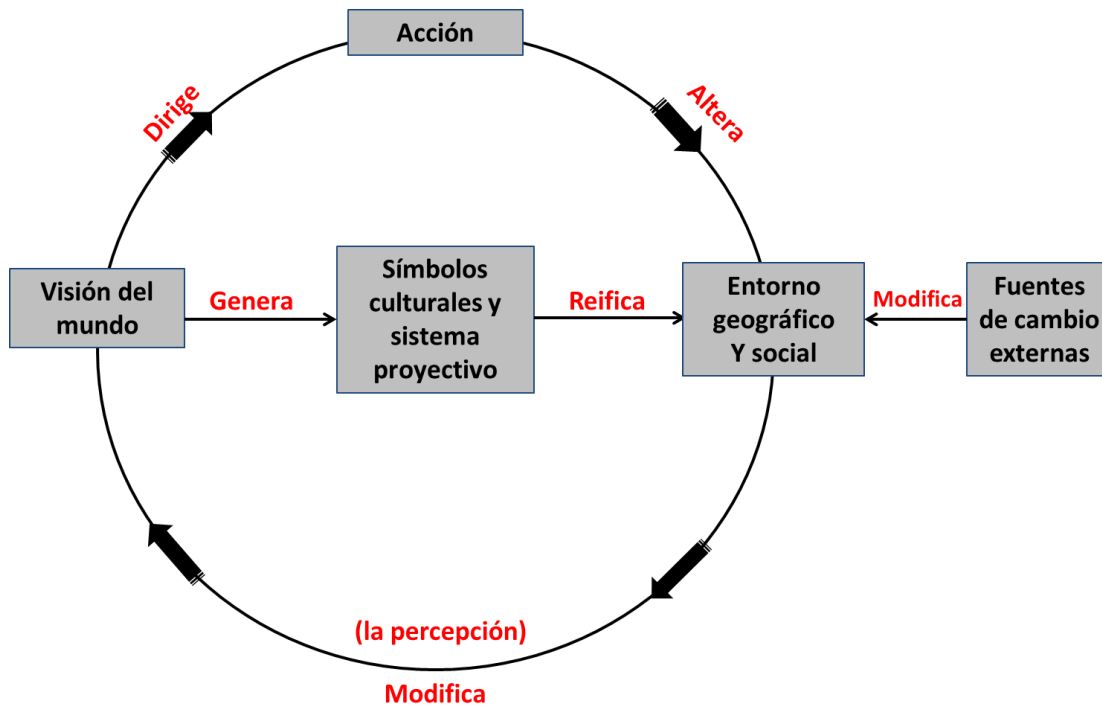 Acción
Dirige
Altera
Visión del
mundo
Genera
Símbolos
culturales y
sistema
proyectivo
Reifica
Entorno
geográfico
Y social
Modifica
Fuentes
de cambio
externas
(la percepción)
Modifica